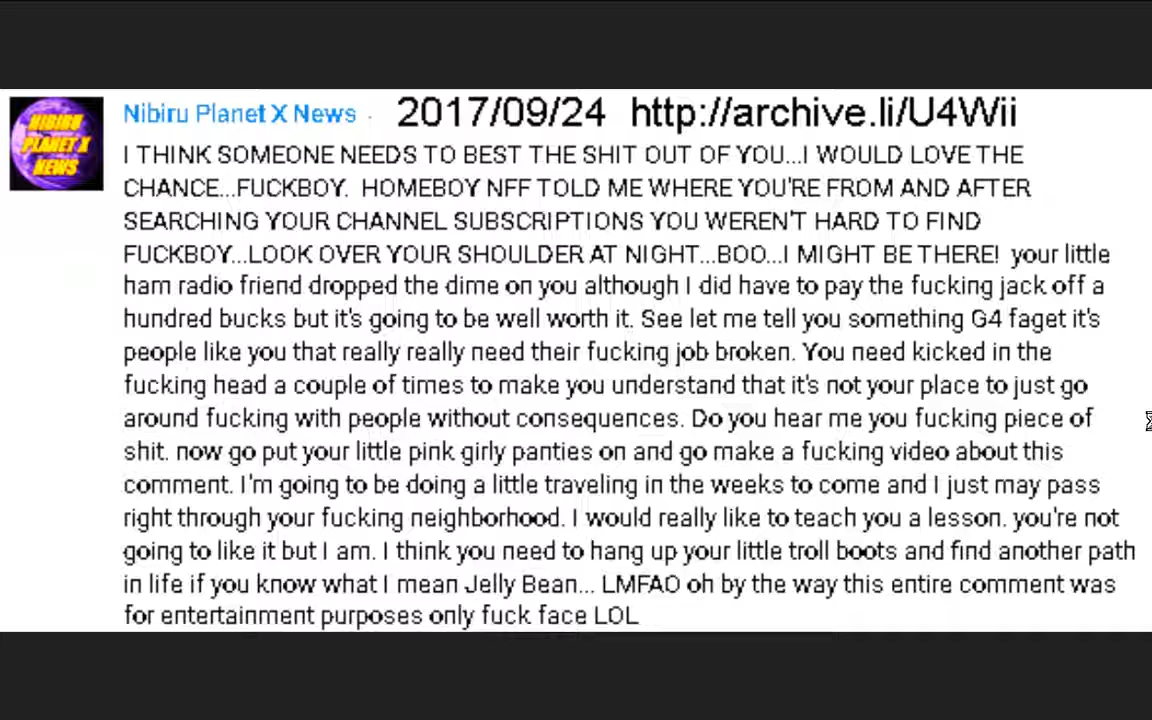 NIBIRU
PLANET X
NEWS
Nibiru Planet X News · 2017/09/24 http://archive.li/U4Wii
I THINK SOMEONE NEEDS TO BEST THE SHIT OUT OF YOU...I WOULD LOVE THE
CHANCE...FUCKBOY. HOMEBOY NFF TOLD ME WHERE YOU'RE FROM AND AFTER
SEARCHING YOUR CHANNEL SUBSCRIPTIONS YOU WEREN'T HARD TO FIND
FUCKBOY...LOOK OVER YOUR SHOULDER AT NIGHT...BOO...I MIGHT BE THERE! your little
ham radio friend dropped the dime on you although I did have to pay the fucking jack off a
hundred bucks but it's going to be well worth it. See let me tell you something G4 faget it's
people like you that really really need their fucking job broken. You need kicked in the
fucking head a couple of times to make you understand that it's not your place to just go
around fucking with people without consequences. Do you hear me you fucking piece of
shit. now go put your little pink girly panties on and go make a fucking video about this
comment. I'm going to be doing a little traveling in the weeks to come and I just may pass
right through your fucking neighborhood. I would really like to teach you a lesson. you're not
going to like it but I am. I think you need to hang up your little troll boots and find another path
in life if you know what I mean Jelly Bean... LMFAO oh by the way this entire comment was
for entertainment purposes only fuck face LOL